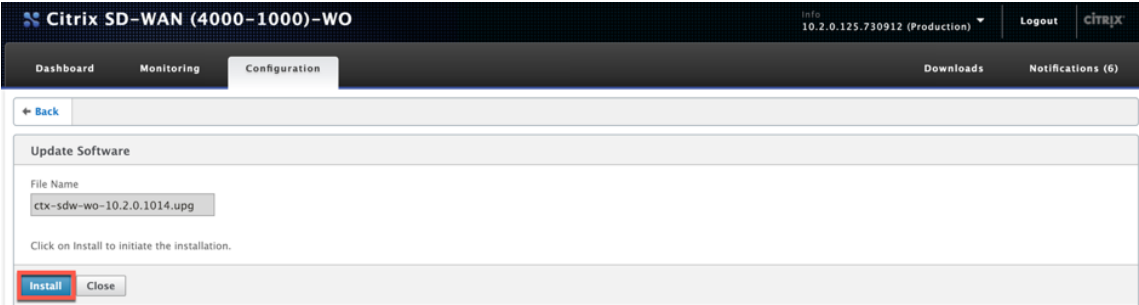 Citrix SD-WAN (4000-1000)-WO
Info
10.2.0.125.730912 (Production)
Logout
CITRIX
Dashboard Monitoring Configuration Downloads Notifications (6)
Back
Update Software
File Name
ctx-sdw-wo-10.2.0.1014.upg
Click on Install to initiate the installation.
Install Close